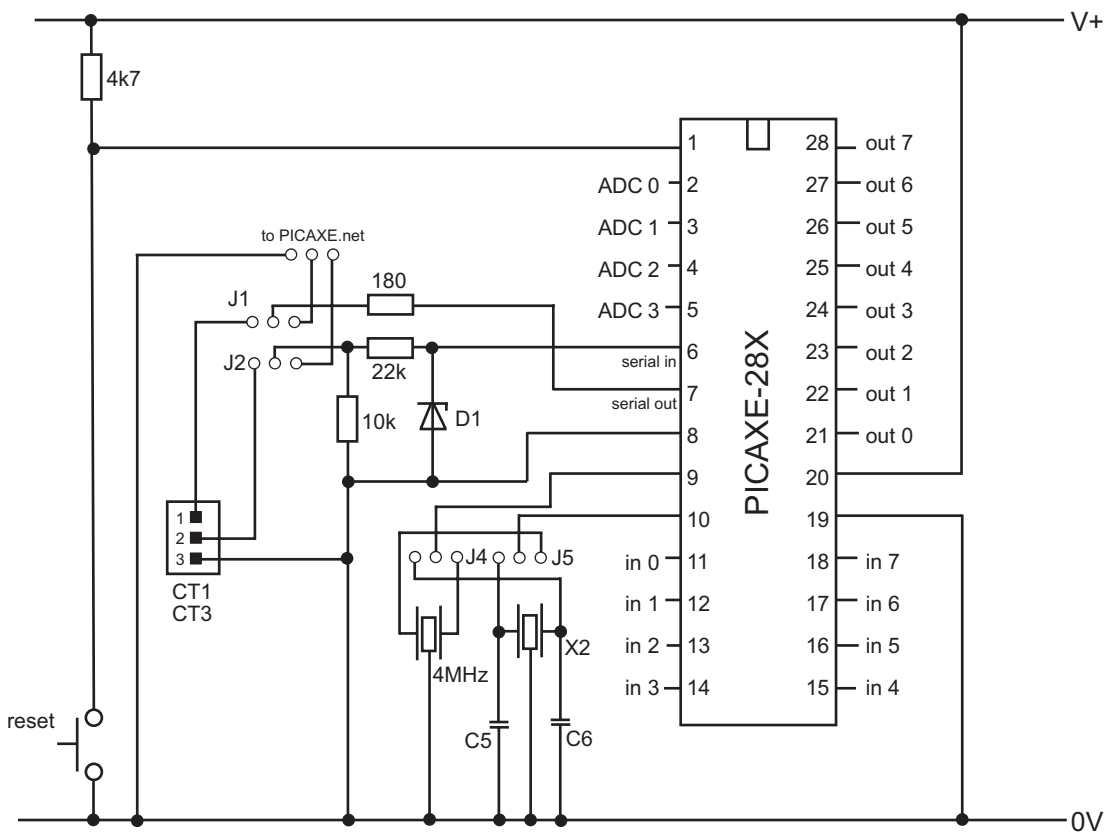 V+
4k7
1 28 out 7
ADC 0 2 27 out 6
ADC 1 3 26 out 5
to PICAXE.net
ADC 2 4 25 out 4
180
J1
ADC 3 5 24 out 3
J2
22k
6 23 out 2
serial in
7 22 out 1
serial out
10k
D1
8 21 out 0
PICAXE-28X
9 20
1
10 19
2
3
J4
J5
in 0 11 18 in 7
CT1
CT3
in 1 12 17 in 6
in 2 13 16 in 5
X2
4MHz
in 3 14 15 in 4
reset
C5
C6
0V